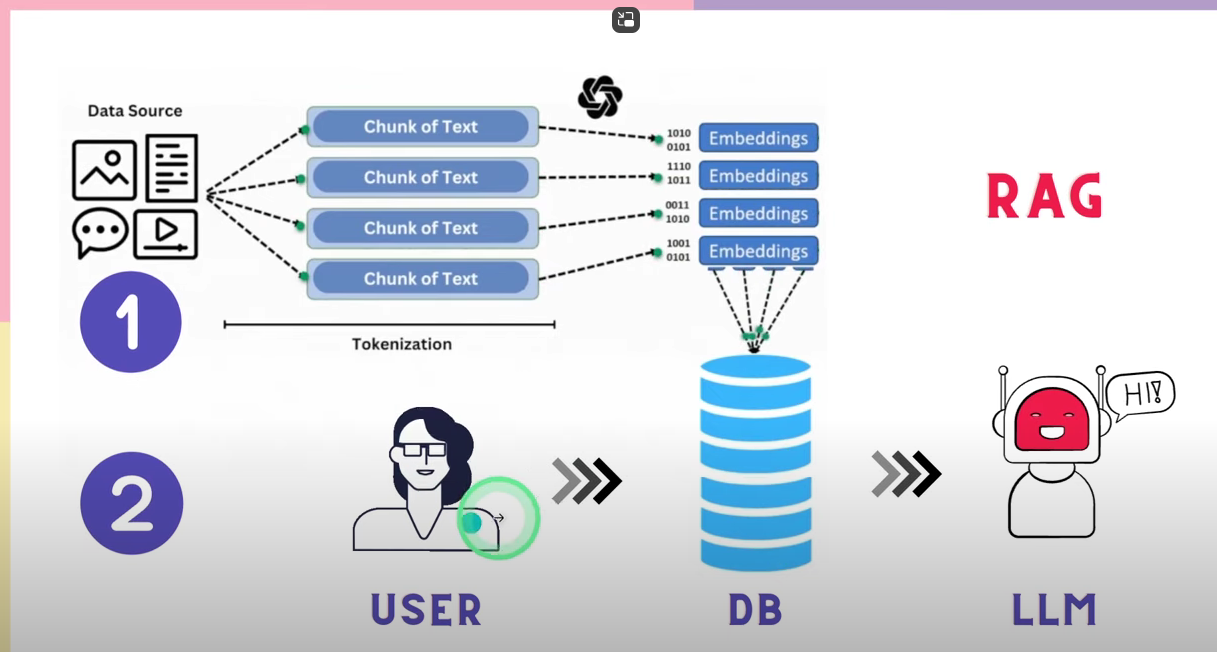 Data Source
Chunk of Text
Chunk of Text
Chunk of Text
Chunk of Text
1010
0101
Embeddings
1110
1011
Embeddings
0011
1010
Embeddings
1001
0101
Embeddings
RAG
1
Tokenization
HI!
2
USER
DB
LLM